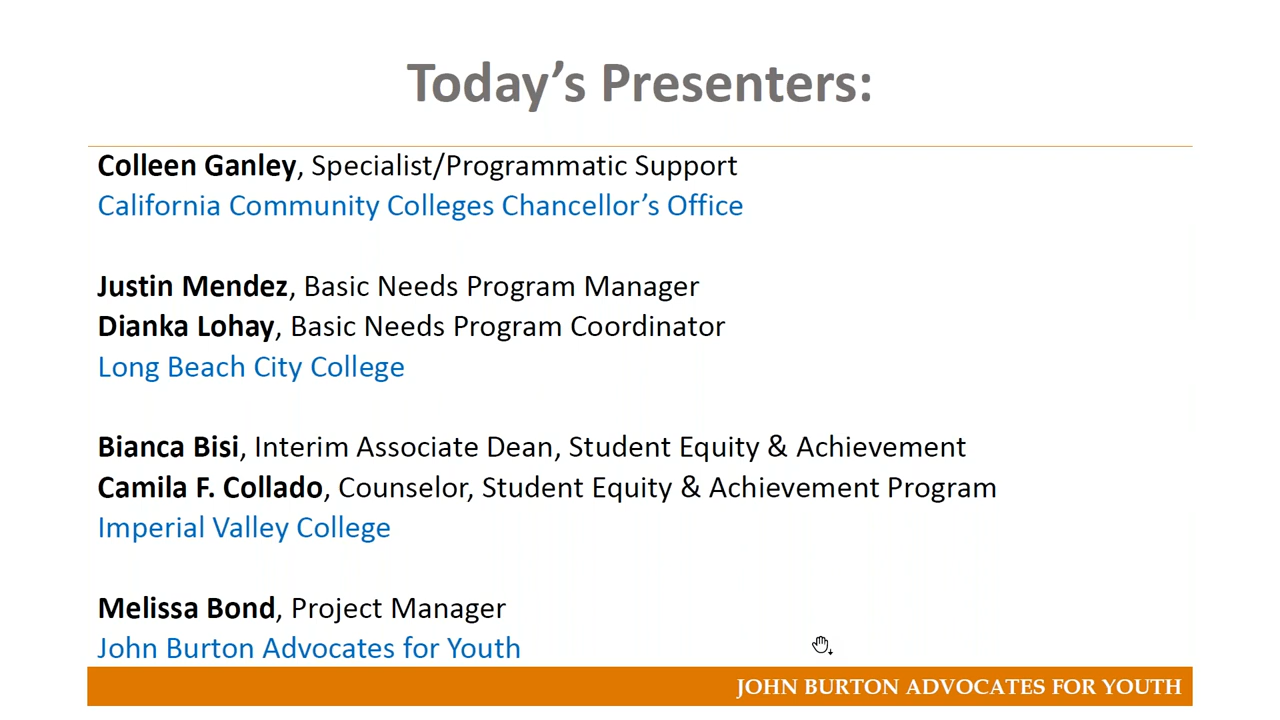 Today’s Presenters:
Colleen Ganley, Specialist/Programmatic Support
California Community Colleges Chancellor’s Office
Justin Mendez, Basic Needs Program Manager
Dianka Lohay, Basic Needs Program Coordinator
Long Beach City College
Bianca Bisi, Interim Associate Dean, Student Equity & Achievement
Camila F. Collado, Counselor, Student Equity & Achievement Program
Imperial Valley College
Melissa Bond, Project Manager
John Burton Advocates for Youth
JOHN BURTON ADVOCATES FOR YOUTH